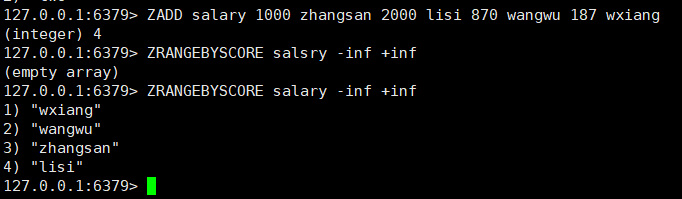 127.0.0.1:6379> ZADD salary 1000 zhangsan 2000 lisi 870 wangwu 187 wxiang
(integer) 4
127.0.0.1:6379> ZRANGEBYSCORE salsry -inf +inf
(empty array)
127.0.0.1:6379> ZRANGEBYSCORE salary -inf +inf
1) "wxiang"
2) "wangwu"
3) "zhangsan"
4) "lisi"
127.0.0.1:6379>